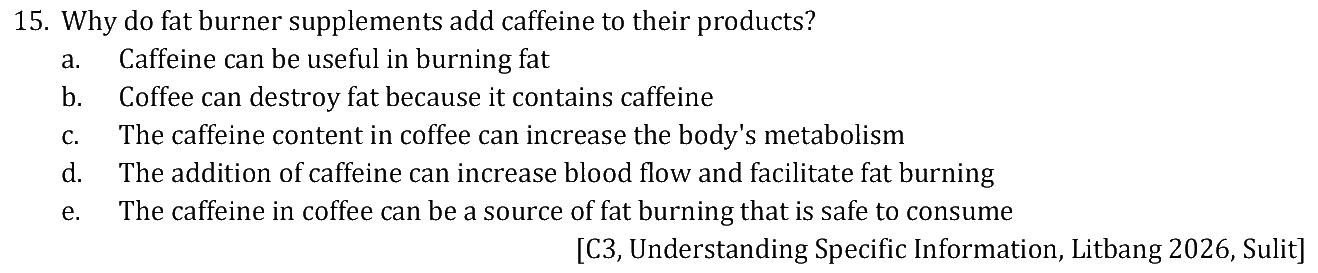 15. Why do fat burner supplements add caffeine to their products?
a. Caffeine can be useful in burning fat
b. Coffee can destroy fat because it contains caffeine
c. The caffeine content in coffee can increase the body's metabolism
d. The addition of caffeine can increase blood flow and facilitate fat burning
e. The caffeine in coffee can be a source of fat burning that is safe to consume
[C3, Understanding Specific Information, Litbang 2026, Sulit]